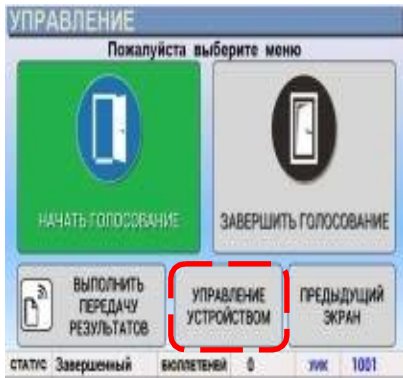 УПРАВЛЕНИЕ
Пожалуйста выберите меню
НАЧАТЬ ГОЛОСОВАНИЕ
ЗАВЕРШИТЬ ГОЛОСОВАНИЕ
ВЫПОЛНИТЬ
ПЕРЕДАЧУ
РЕЗУЛЬТАТОВ
УПРАВЛЕНИЕ
УСТРОЙСТВОМ
ПРЕДЫДУЩИЙ
ЭКРАН
СТАТУС Завершенный БЮЛЛЕТЕНЕЙ 0 УИК 1001